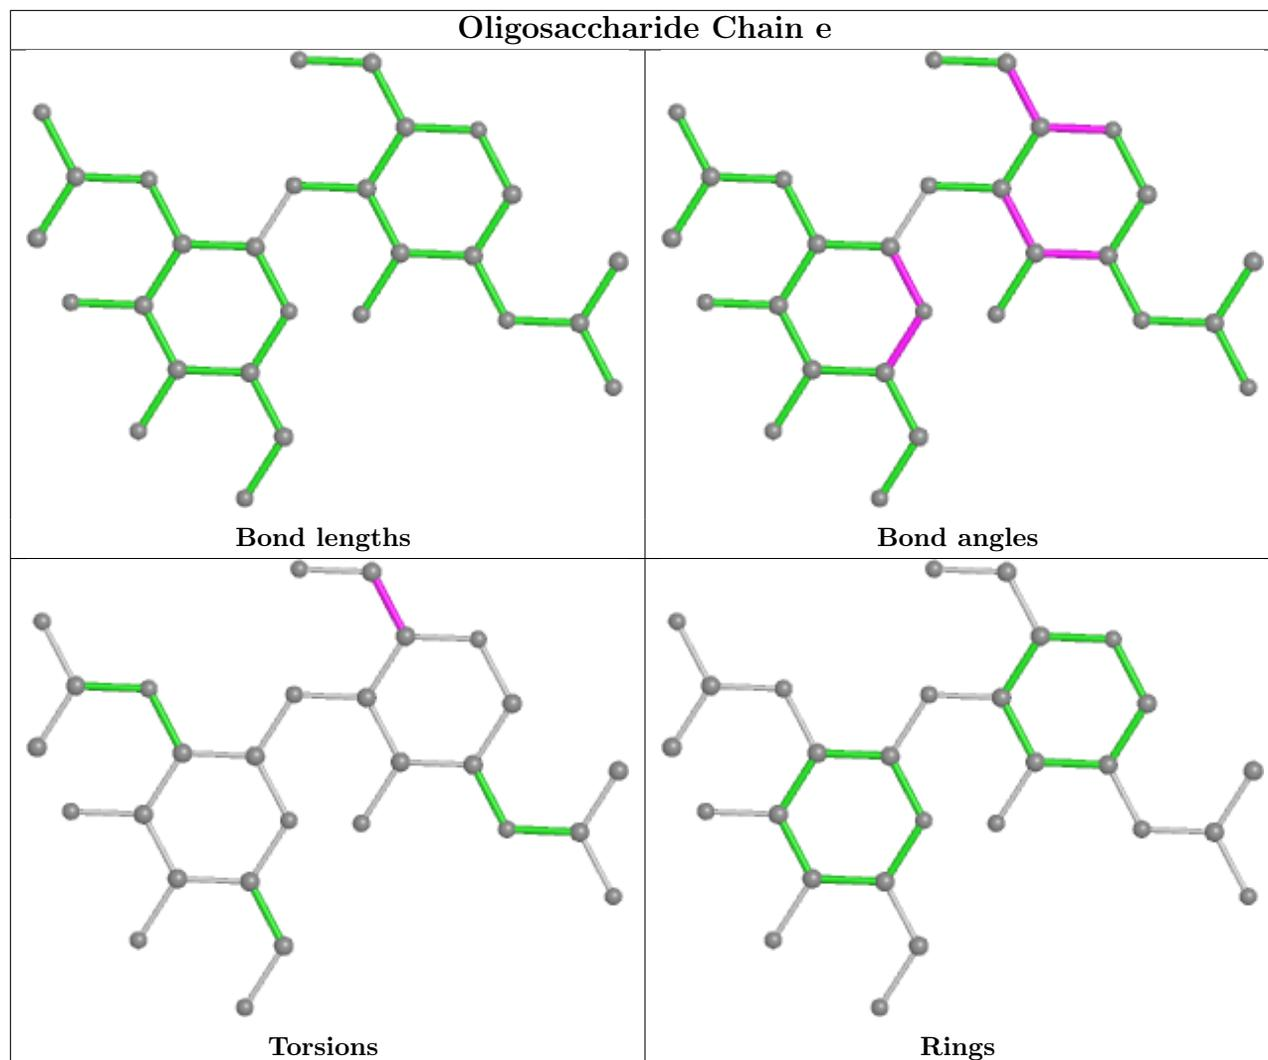 Oligosaccharide Chain e
Bond lengths
Bond angles
Torsions
Rings